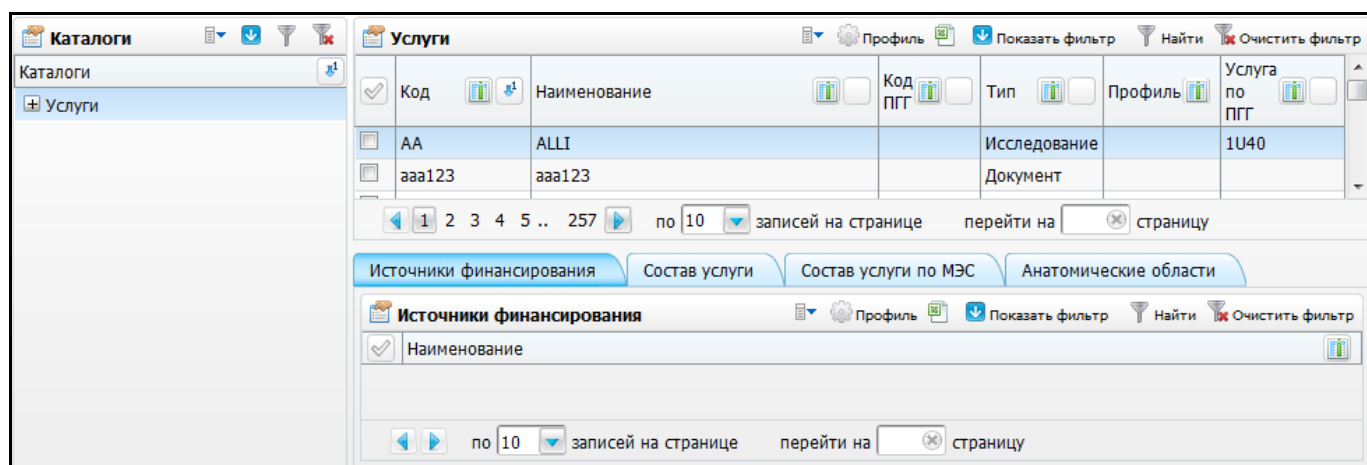 Каталоги
Каталоги
Услуги
Услуги
Профиль Показать фильтр Найти Очистить фильтр
Код Наименование Код ПГГ Тип Профиль Услуга по ПГГ
AA ALLI Исследование 1U40
aaa123 aaa123 Документ
1 2 3 4 5 .. 257 по 10 записей на странице перейти на страницу
Источники финансирования Состав услуги Состав услуги по МЭС Анатомические области
Источники финансирования Профиль Показать фильтр Найти Очистить фильтр
Наименование
по 10 записей на странице перейти на страницу